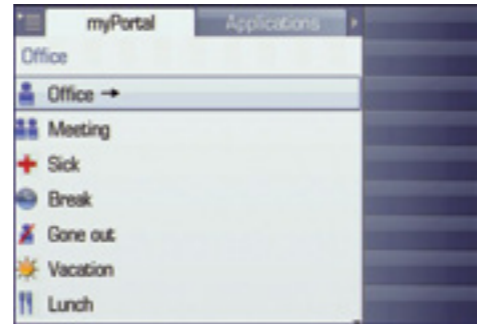 myPortal Applications
Office
Office →
Meeting
Sick
Break
Gone out
Vacation
Lunch